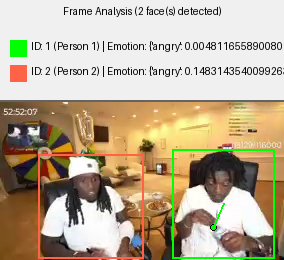 Frame Analysis (2 face(s) detected)
ID: 1 (Person 1) | Emotion: {'angry': 0.004811655890080
ID: 2 (Person 2) | Emotion: {'angry': 0.148314354009926
52:52:07